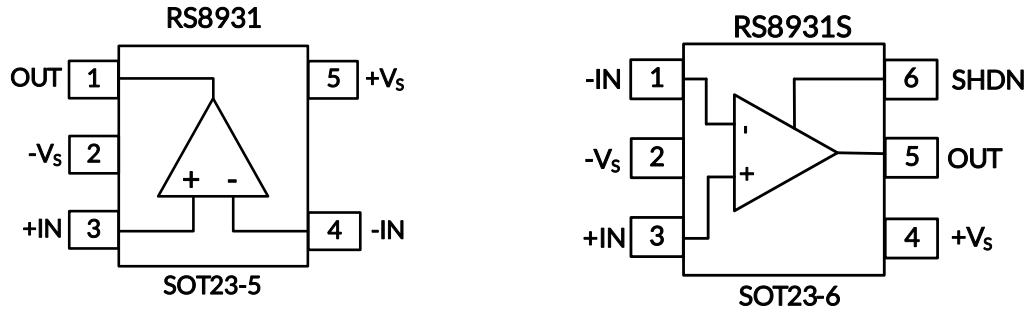 RS8931
OUT 1
5 +VS
-VS 2
+ -
+IN 3
4 -IN
SOT23-5
RS8931S
-IN 1
6 SHDN
-
-VS 2
5 OUT
+
+IN 3
4 +VS
SOT23-6